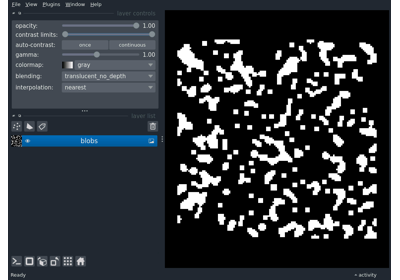 File View Plugins Window Help
layer controls
opacity: 1.00
contrast limits:
auto-contrast: once continuous
gamma: 1.00
colormap: gray
blending: translucent_no_depth
interpolation: nearest
layer list
blobs
Ready
activity